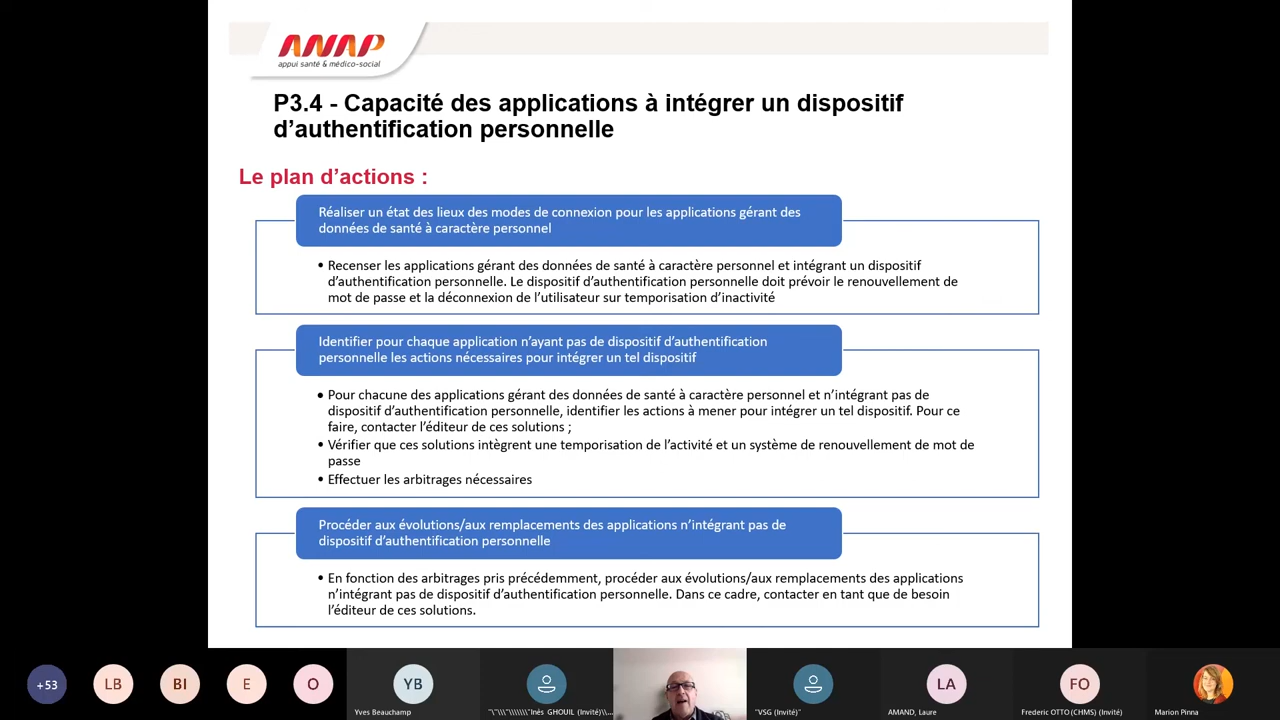 ANAP
appui santé & médico-social
P3.4 - Capacité des applications à intégrer un dispositif
d'authentification personnelle
Le plan d'actions :
Réaliser un état des lieux des modes de connexion pour les applications gérant des
données de santé à caractère personnel
• Recenser les applications gérant des données de santé à caractère personnel et intégrant un dispositif
d'authentification personnelle. Le dispositif d'authentification personnelle doit prévoir le renouvellement de
mot de passe et la déconnexion de l'utilisateur sur temporisation d'inactivité
Identifier pour chaque application n'ayant pas de dispositif d'authentification
personnelle les actions nécessaires pour intégrer un tel dispositif
• Pour chacune des applications gérant des données de santé à caractère personnel et n'intégrant pas de
dispositif d'authentification personnelle, identifier les actions à mener pour intégrer un tel dispositif. Pour ce
faire, contacter l'éditeur de ces solutions ;
• Vérifier que ces solutions intègrent une temporisation de l'activité et un système de renouvellement de mot de
passe
• Effectuer les arbitrages nécessaires
Procéder aux évolutions/aux remplacements des applications n'intégrant pas de
dispositif d'authentification personnelle
• En fonction des arbitrages pris précédemment, procéder aux évolutions/aux remplacements des applications
n'intégrant pas de dispositif d'authentification personnelle. Dans ce cadre, contacter en tant que de besoin
l'éditeur de ces solutions.
+53
LB
BI
E
O
YB
LA
FO
Yves Beauchamp
"\"\\\"\\\\\\\"Inès GHOUIL (Invité)\\...
"VSG (Invité)"
AMAND, Laure
Frederic OTTO (CHMS) (Invité)
Marion Pinna